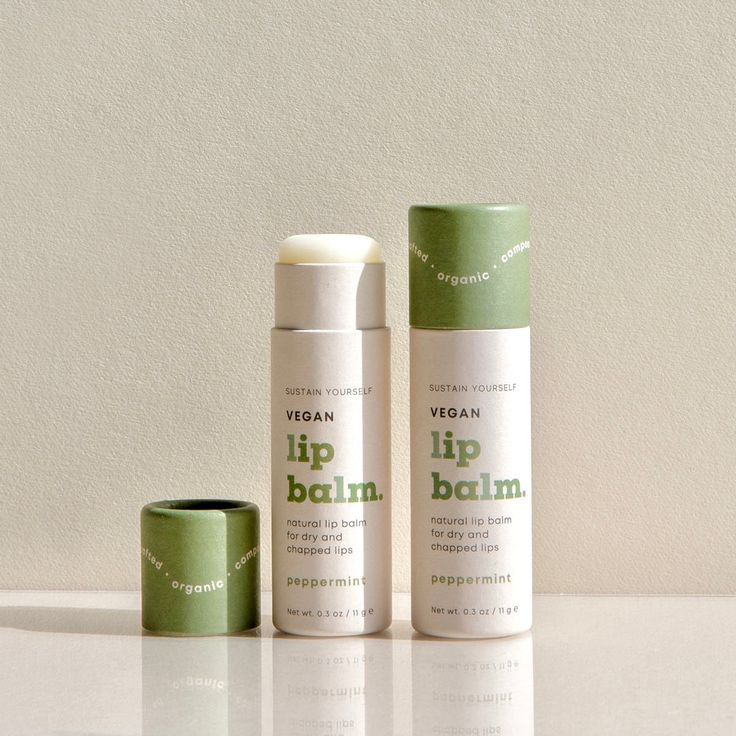 organic
SUSTAIN YOURSELF
VEGAN
lip
balm.
natural lip balm
for dry and
chapped lips
peppermint
Net wt. 0.3 oz / 11 g e
organic
SUSTAIN YOURSELF
VEGAN
lip
balm.
natural lip balm
for dry and
chapped lips
peppermint
Net wt. 0.3 oz / 11 g e